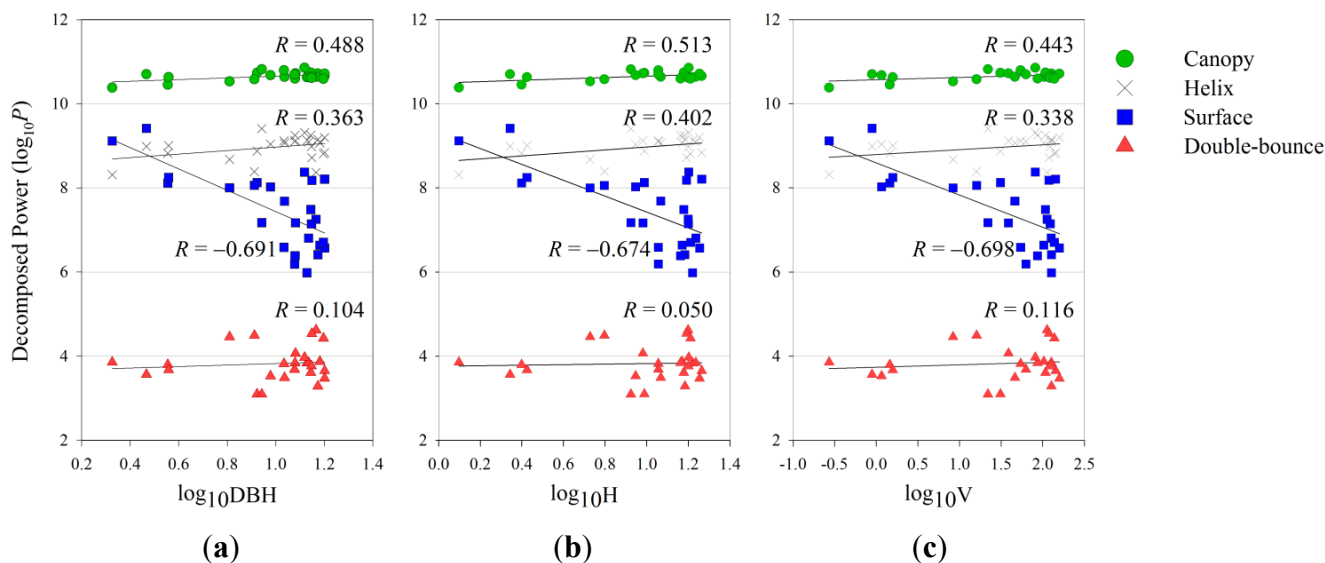 Decomposed Power (log10P)
12
10
8
6
4
2
R = 0.488
R = 0.363
R = −0.691
R = 0.104
0.2 0.4 0.6 0.8 1.0 1.2 1.4
log10DBH
(a)
12
10
8
6
4
2
R = 0.513
R = 0.402
R = −0.674
R = 0.050
0.0 0.2 0.4 0.6 0.8 1.0 1.2 1.4
log10H
(b)
12
10
8
6
4
2
R = 0.443
R = 0.338
R = −0.698
R = 0.116
-1.0 -0.5 0.0 0.5 1.0 1.5 2.0 2.5
log10V
(c)
Canopy
Helix
Surface
Double-bounce